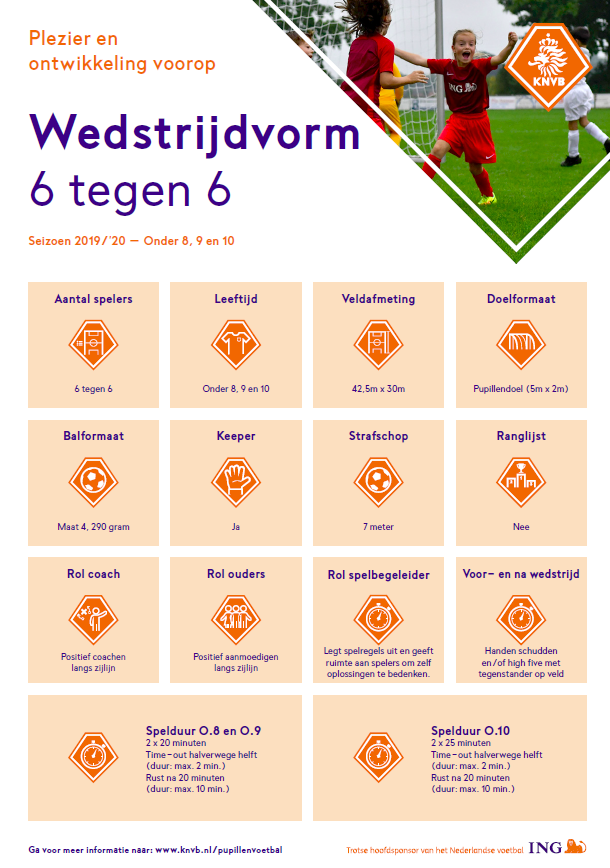 Plezier en
ontwikkeling voorop
KNVB
ING
Wedstrijdvorm
6 tegen 6
Seizoen 2019/'20 — Onder 8, 9 en 10
Aantal spelers
6 tegen 6
Leeftijd
Onder 8, 9 en 10
Veldafmeting
42,5m x 30m
Doelformaat
Pupillendoel (5m x 2m)
Balformaat
Maat 4, 290 gram
Keeper
Ja
Strafschop
7 meter
Ranglijst
Nee
Rol coach
Positief coachen
langs zijlijn
Rol ouders
Positief aanmoedigen
langs zijlijn
Rol spelbegeleider
Legt spelregels uit en geeft
ruimte aan spelers om zelf
oplossingen te bedenken.
Voor- en na wedstrijd
Handen schudden
en/of high five met
tegenstander op veld
Spelduur O.8 en O.9
2 x 20 minuten
Time-out halverwege helft
(duur: max. 2 min.)
Rust na 20 minuten
(duur: max. 10 min.)
Spelduur O.10
2 x 25 minuten
Time-out halverwege helft
(duur: max. 2 min.)
Rust na 20 minuten
(duur: max. 10 min.)
Ga voor meer informatie naar: www.knvb.nl/pupillenvoetbal
Trotse hoofdsponsor van het Nederlandse voetbal ING